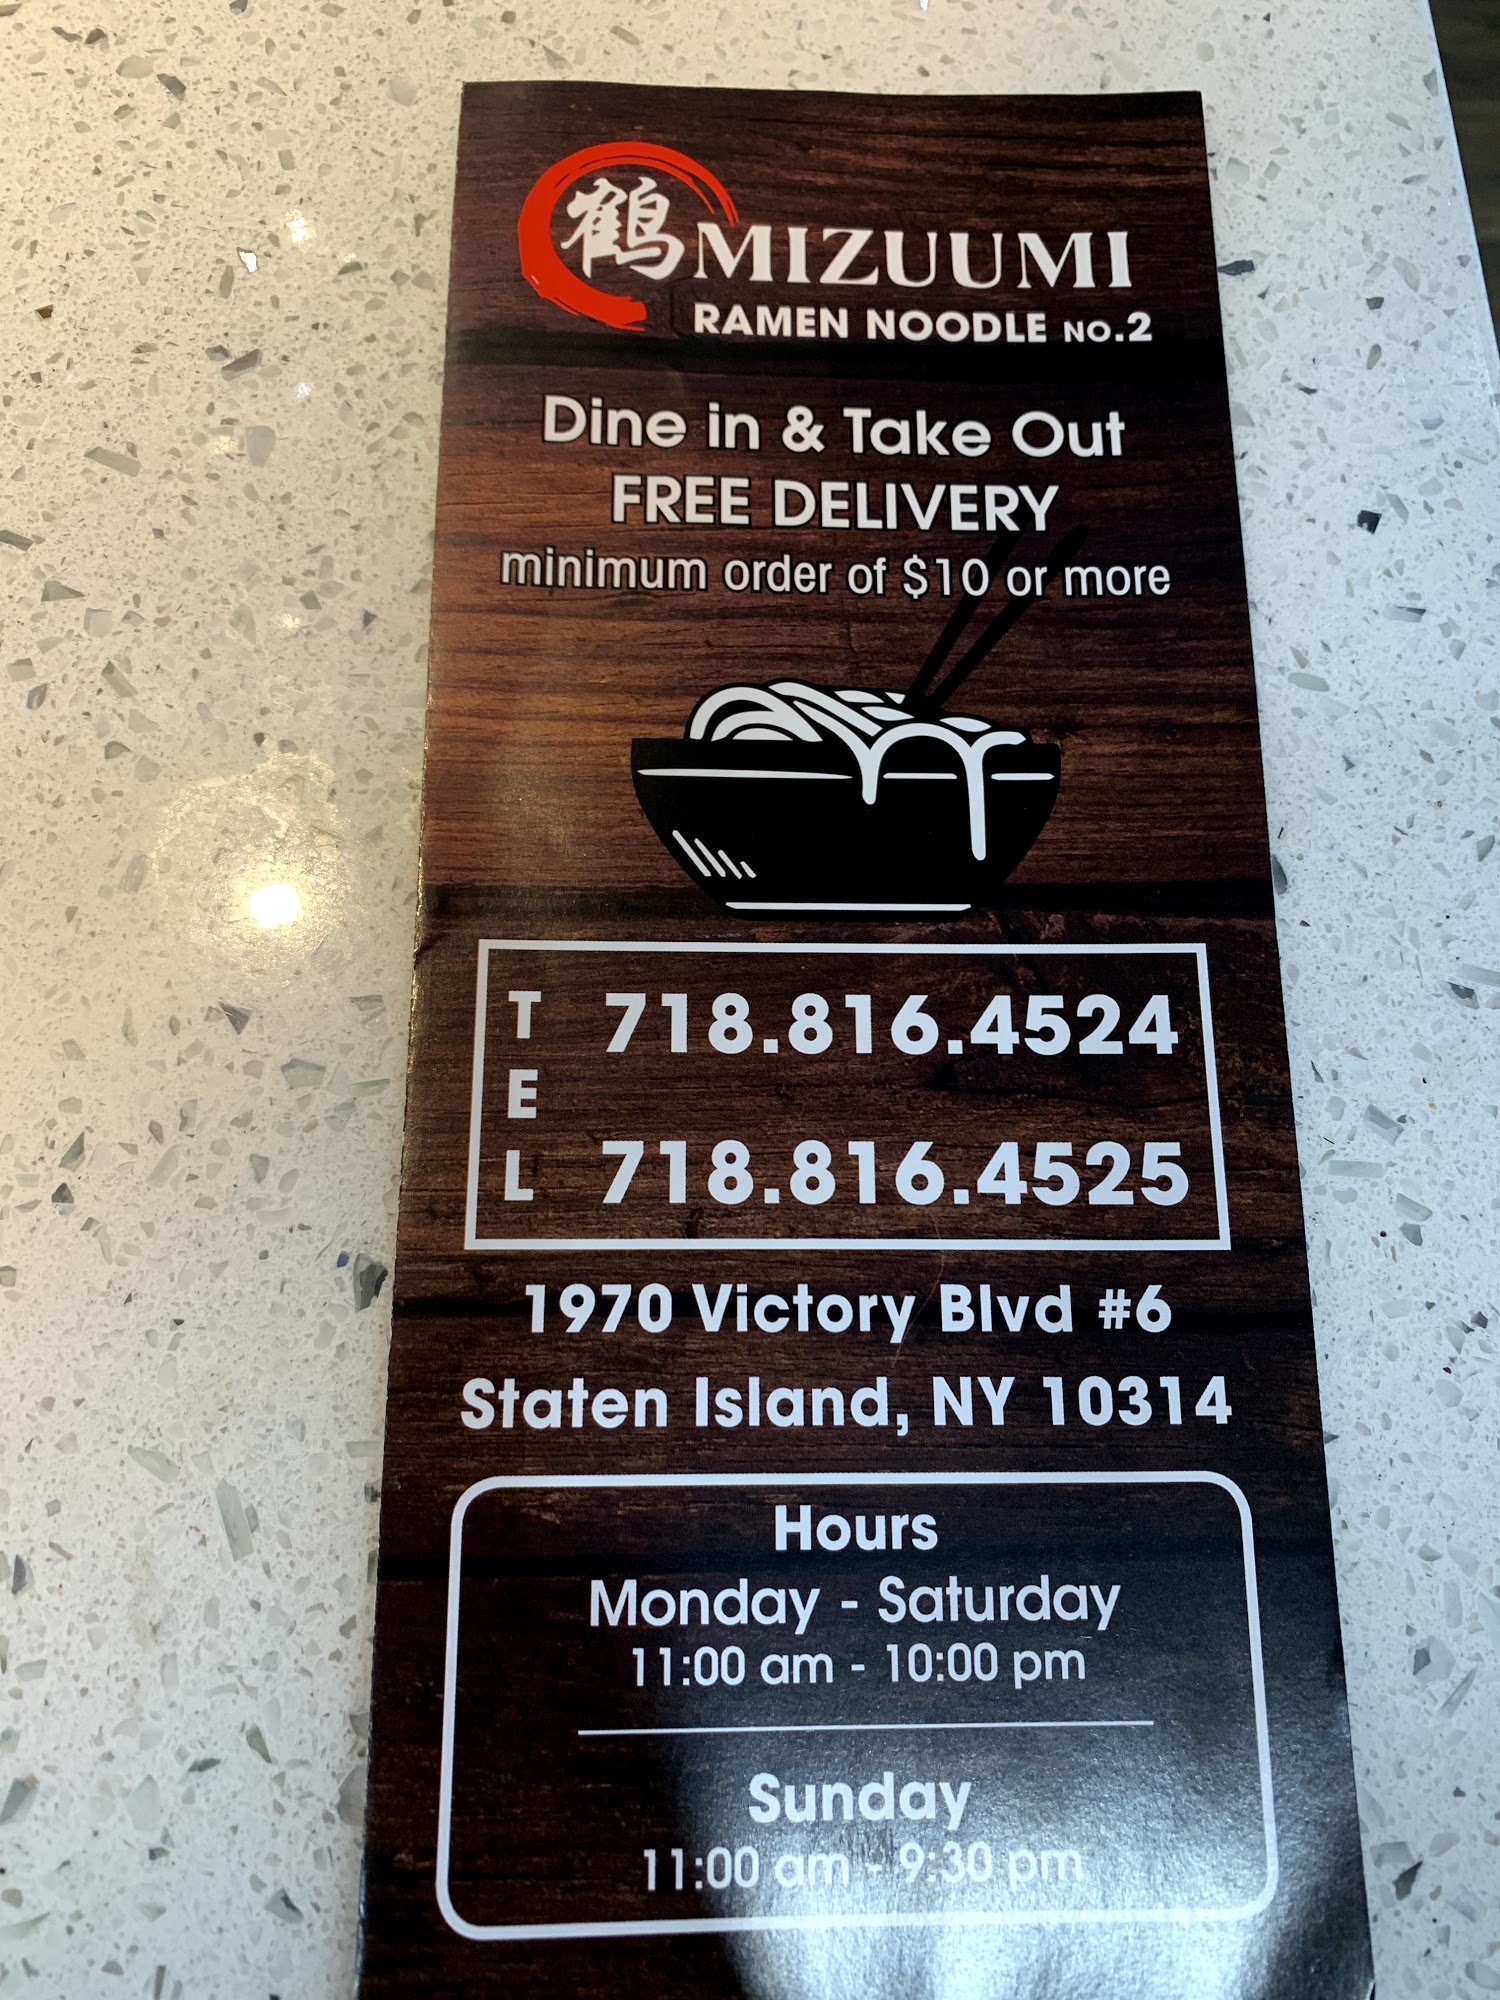 鶴 MIZUUMI
RAMEN NOODLE NO.2
Dine in & Take Out
FREE DELIVERY
minimum order of $10 or more
TEL
718.816.4524
718.816.4525
1970 Victory Blvd #6
Staten Island, NY 10314
Hours
Monday - Saturday
11:00 am - 10:00 pm
Sunday
11:00 am - 9:30 pm